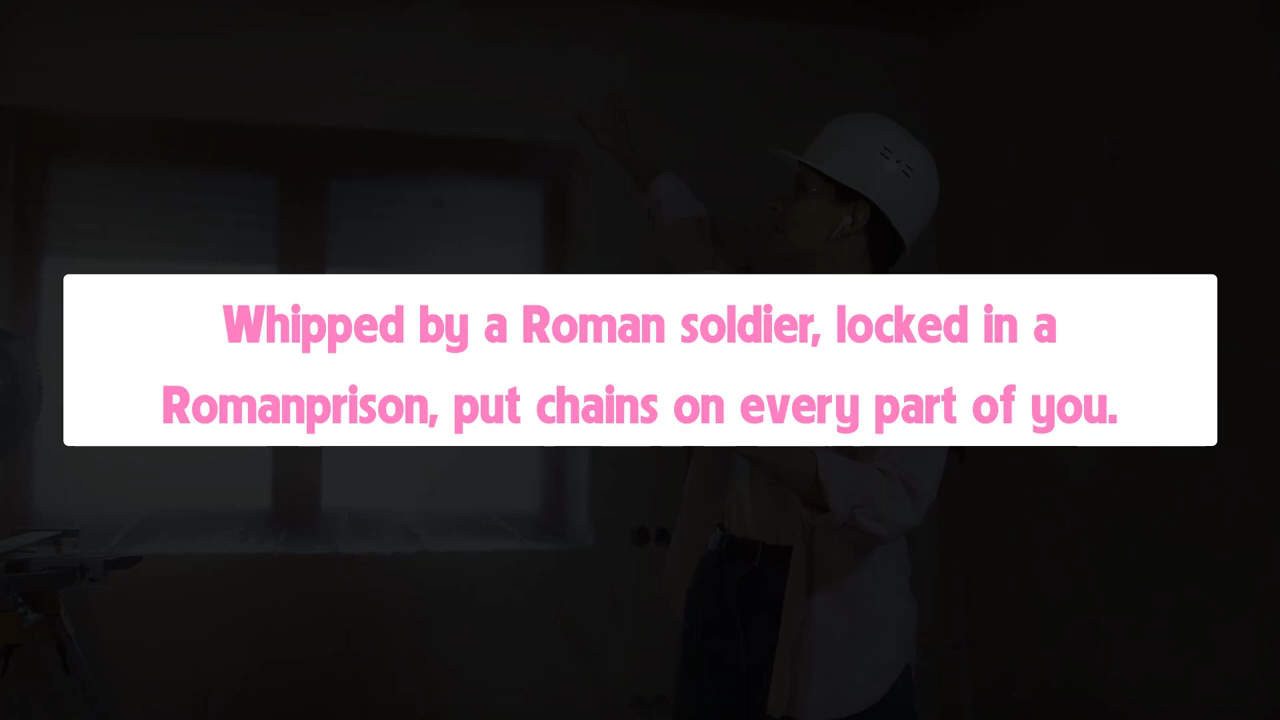 Whipped by a Roman soldier, locked in a
Romanprison, put chains on every part of you.